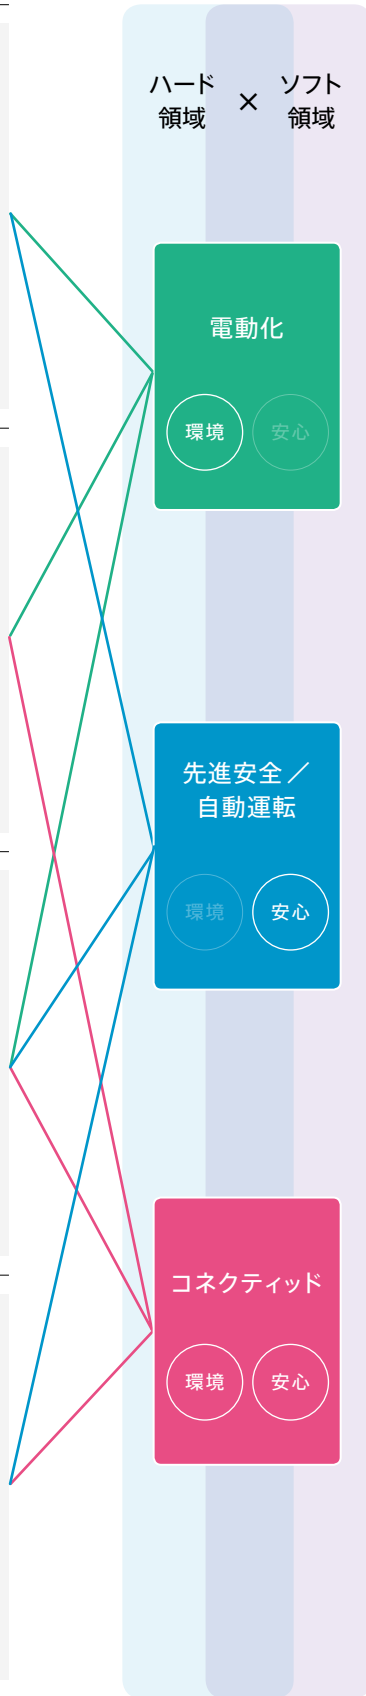 ハード
領域
×
ソフト
領域
電動化
環境 安心
先進安全／
自動運転
環境 安心
コネクティッド
環境 安心